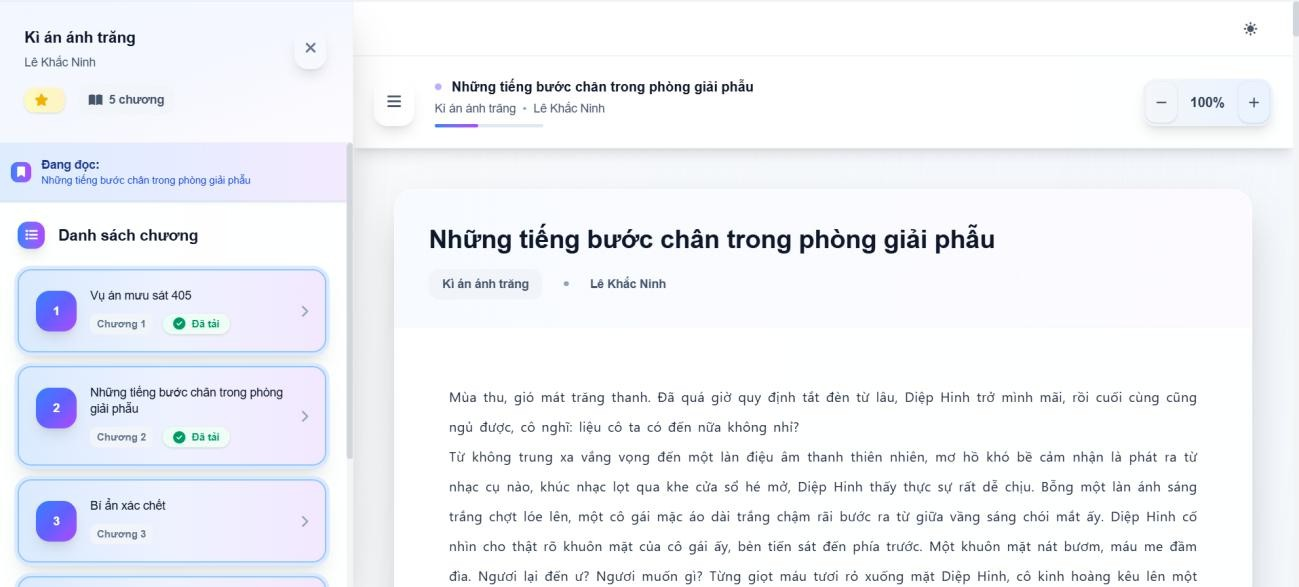 Kì án ánh trăng
Lê Khắc Ninh
5 chương
Đang đọc:
Những tiếng bước chân trong phòng giải phẫu
Danh sách chương
1
Vụ án mưu sát 405
Chương 1
Đã tải
2
Những tiếng bước chân trong phòng
giải phẫu
Chương 2
Đã tải
3
Bí ẩn xác chết
Chương 3
Những tiếng bước chân trong phòng giải phẫu
Kì án ánh trăng • Lê Khắc Ninh
− 100% +
Những tiếng bước chân trong phòng giải phẫu
Kì án ánh trăng • Lê Khắc Ninh
Mùa thu, gió mát trăng thanh. Đã quá giờ quy định tắt đèn từ lâu, Diệp Hinh trở mình mãi, rồi cuối cùng cũng
ngủ được, cô nghĩ: liệu cô ta có đến nữa không nhỉ?
Từ không trung xa vắng vọng đến một làn điệu âm thanh thiên nhiên, mơ hồ khó bề cảm nhận là phát ra từ
nhạc cụ nào, khúc nhạc lọt qua khe cửa sổ hé mở, Diệp Hinh thấy thực sự rất dễ chịu. Bỗng một làn ánh sáng
trắng chợt lóe lên, một cô gái mặc áo dài trắng chậm rãi bước ra từ giữa vầng sáng chói mắt ấy. Diệp Hinh cố
nhìn cho thật rõ khuôn mặt của cô gái ấy, bèn tiến sát đến phía trước. Một khuôn mặt nát bươm, máu me đầm
đìa. Ngươi lại đến ư? Ngươi muốn gì? Từng giọt máu tươi rỏ xuống mặt Diệp Hinh, cô kinh hoàng kêu lên một